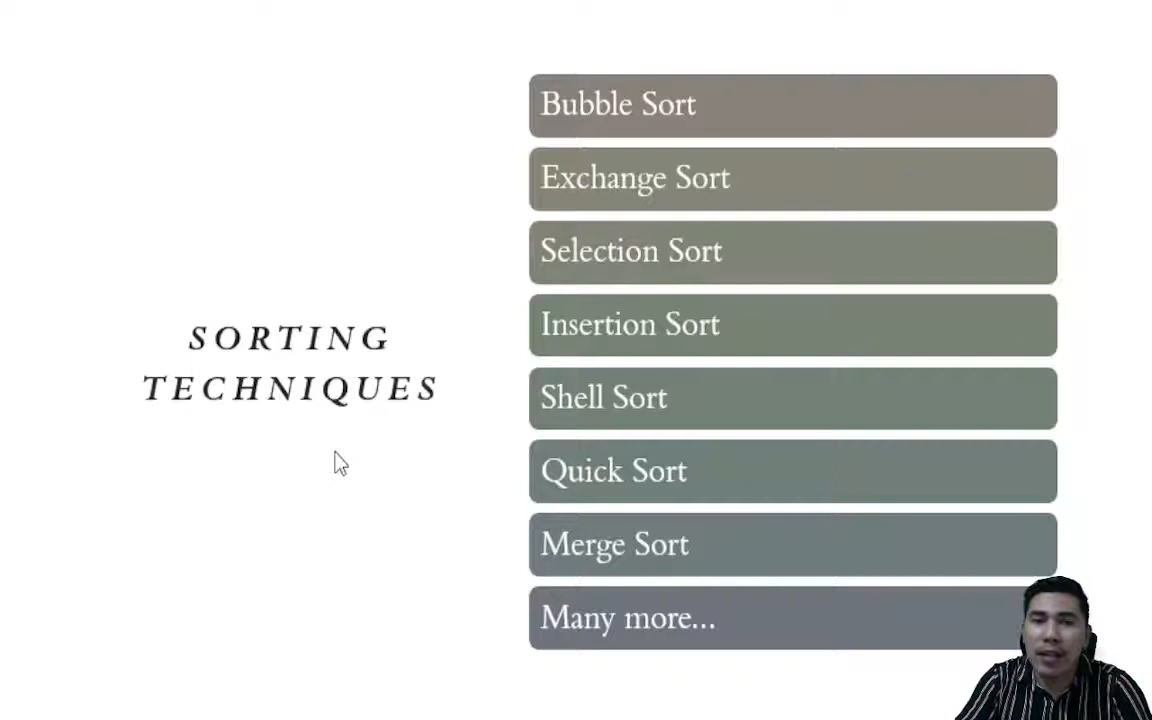 SORTING
TECHNIQUES
Bubble Sort
Exchange Sort
Selection Sort
Insertion Sort
Shell Sort
Quick Sort
Merge Sort
Many more...